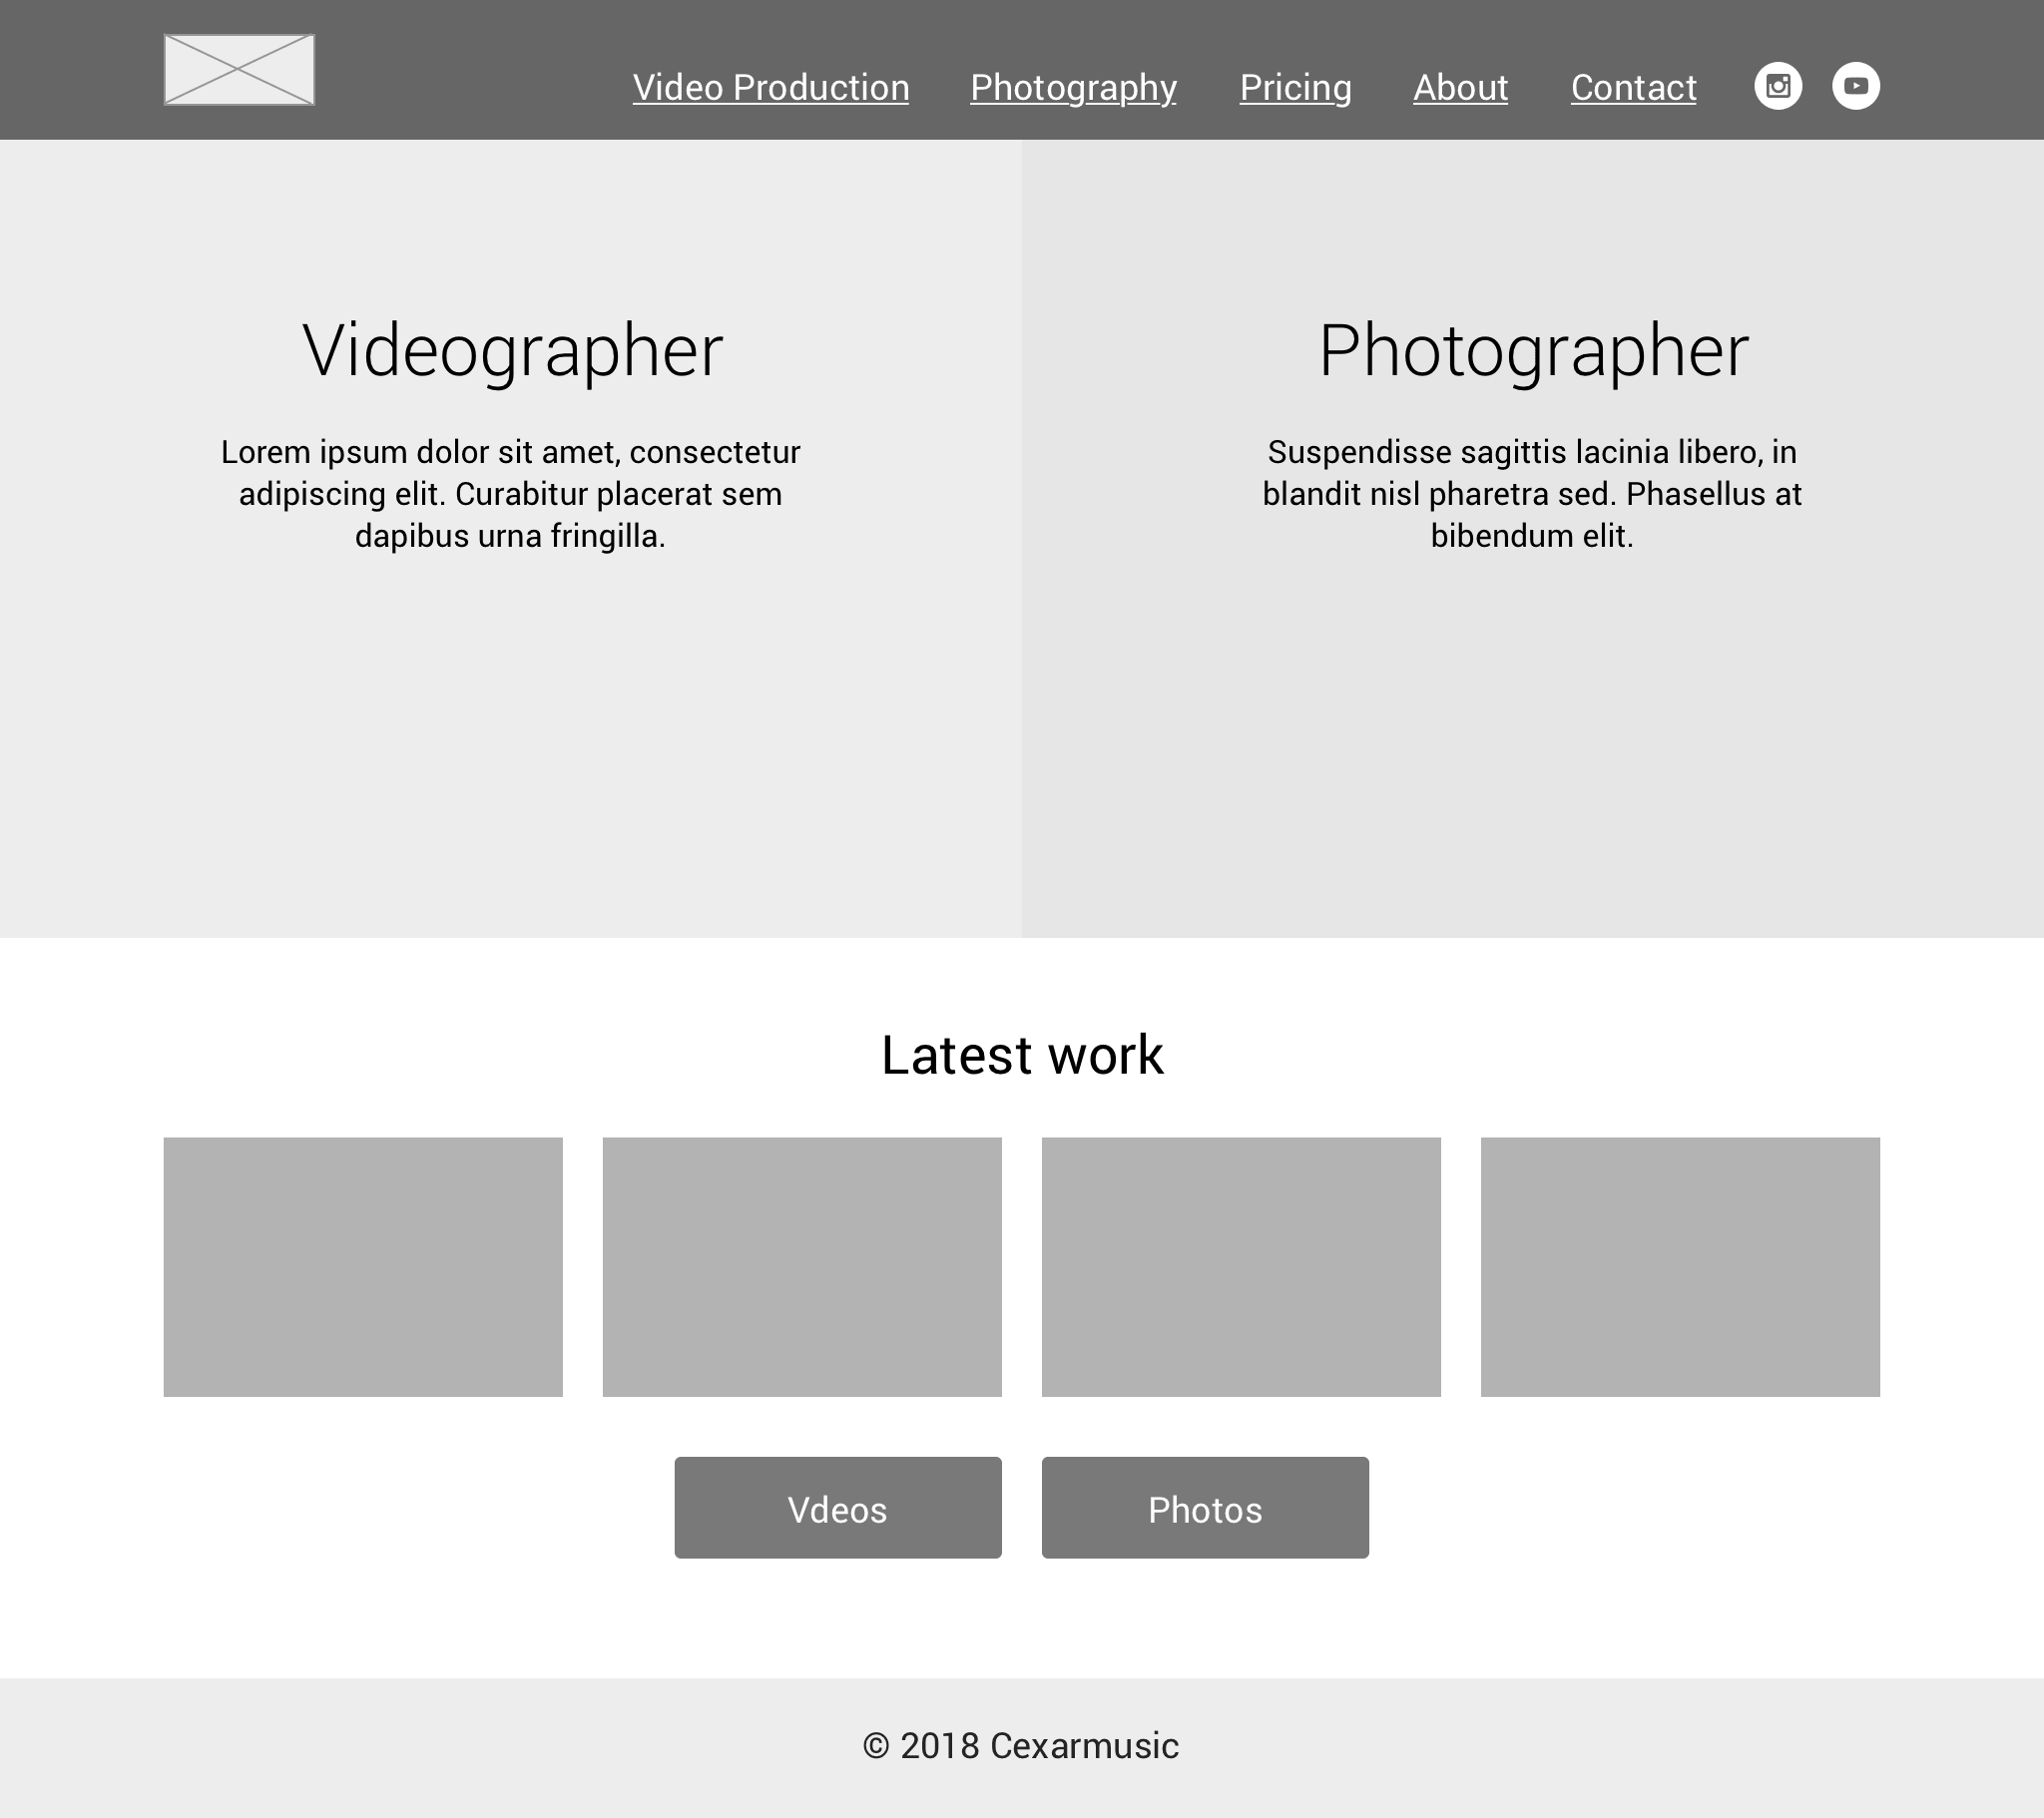 Video Production Photography Pricing About Contact
Videographer
Lorem ipsum dolor sit amet, consectetur
adipiscing elit. Curabitur placerat sem
dapibus urna fringilla.
Photographer
Suspendisse sagittis lacinia libero, in
blandit nisl pharetra sed. Phasellus at
bibendum elit.
Latest work
Vdeos
Photos
© 2018 Cexarmusic